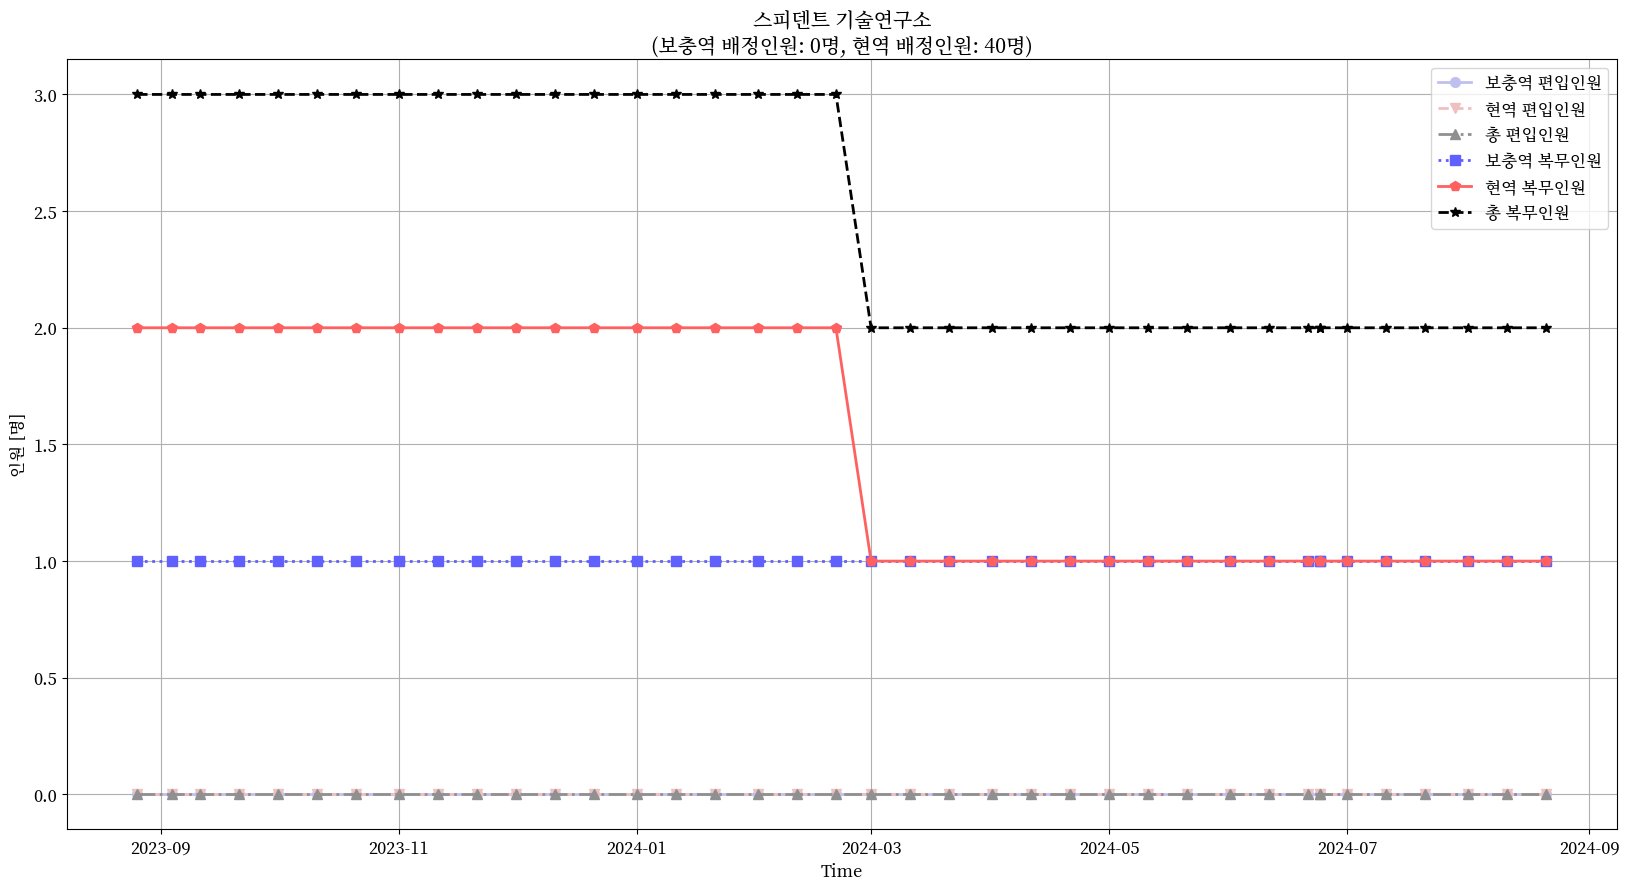 스피덴트 기술연구소
(보충역 배정인원: 0명, 현역 배정인원: 40명)
보충역 편입인원
현역 편입인원
총 편입인원
보충역 복무인원
현역 복무인원
총 복무인원
인원 [명]
3.0
2.5
2.0
1.5
1.0
0.5
0.0
2023-09
2023-11
2024-01
2024-03
2024-05
2024-07
2024-09
Time